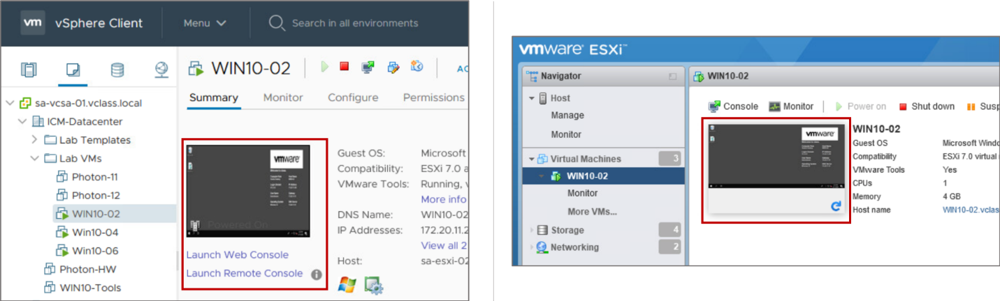 vm vSphere Client Menu Search in all environments
WIN10-02
Summary Monitor Configure Permissions
sa-vcsa-01.vclass.local
ICM-Datacenter
Lab Templates
Lab VMs
Photon-11
Photon-12
WIN10-02
Win10-04
Win10-06
Photon-HW
WIN10-Tools
vmware
Powered On
Launch Web Console
Launch Remote Console
Guest OS: Microsoft
Compatibility: ESXi 7.0 a
VMware Tools: Running, v
More info
DNS Name: WIN10-02
IP Addresses: 172.20.11.2
View all 2
Host: sa-esxi-02
vmware ESXi™
Navigator
Host
Manage
Monitor
Virtual Machines 3
WIN10-02
Monitor
More VMs...
Storage 4
Networking 2
WIN10-02
Console Monitor Power on Shut down Susp
vmware
WIN10-02
Guest OS Microsoft Windo
Compatibility ESXi 7.0 virtual
VMware Tools Yes
CPUs 1
Memory 4 GB
Host name WIN10-02.vclas